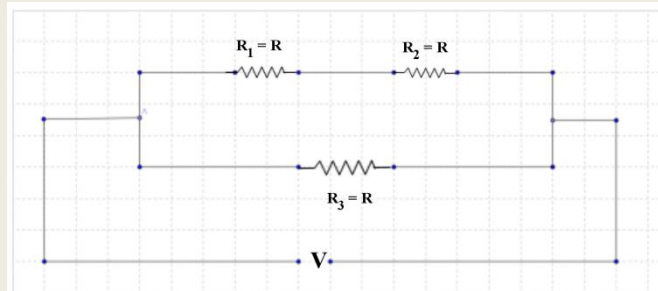 R₁ = R
R₂ = R
R₃ = R
V